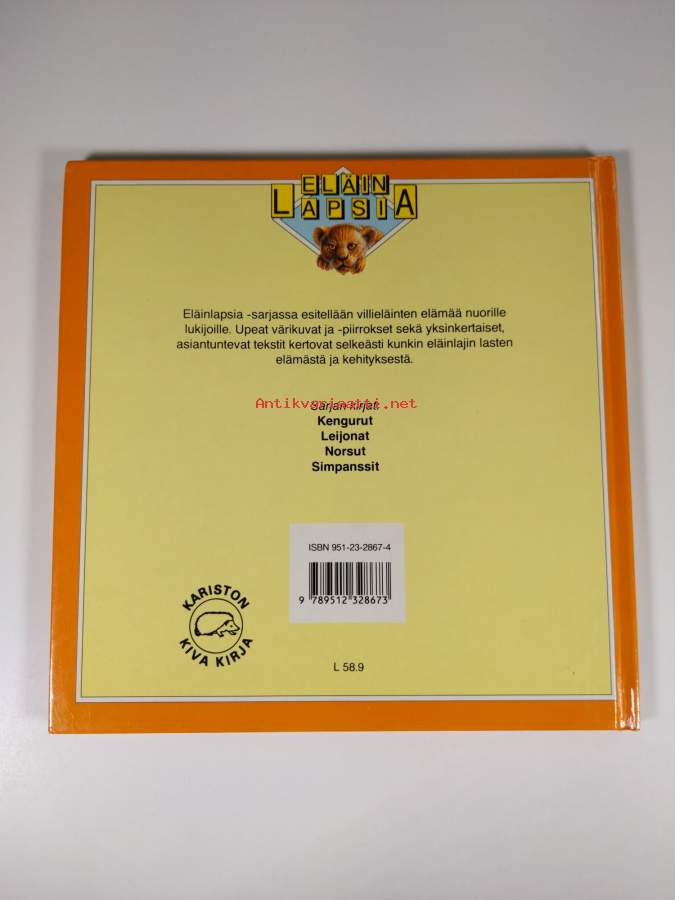 ELÄIN
LAPSIA
Eläinlapsia -sarjassa esitellään villieläinten elämää nuorille
lukijoille. Upeat värikuvat ja -piirrokset sekä yksinkertaiset,
asiantuntevat tekstit kertovat selkeästi kunkin eläinlajin lasten
elämästä ja kehityksestä.
Antikvariaatti.net
Sarjan kirjat:
Kengurut
Leijonat
Norsut
Simpanssit
ISBN 951-23-2867-4
9 789512 328673
KARISTON
KIVA KIRJA
L 58.9